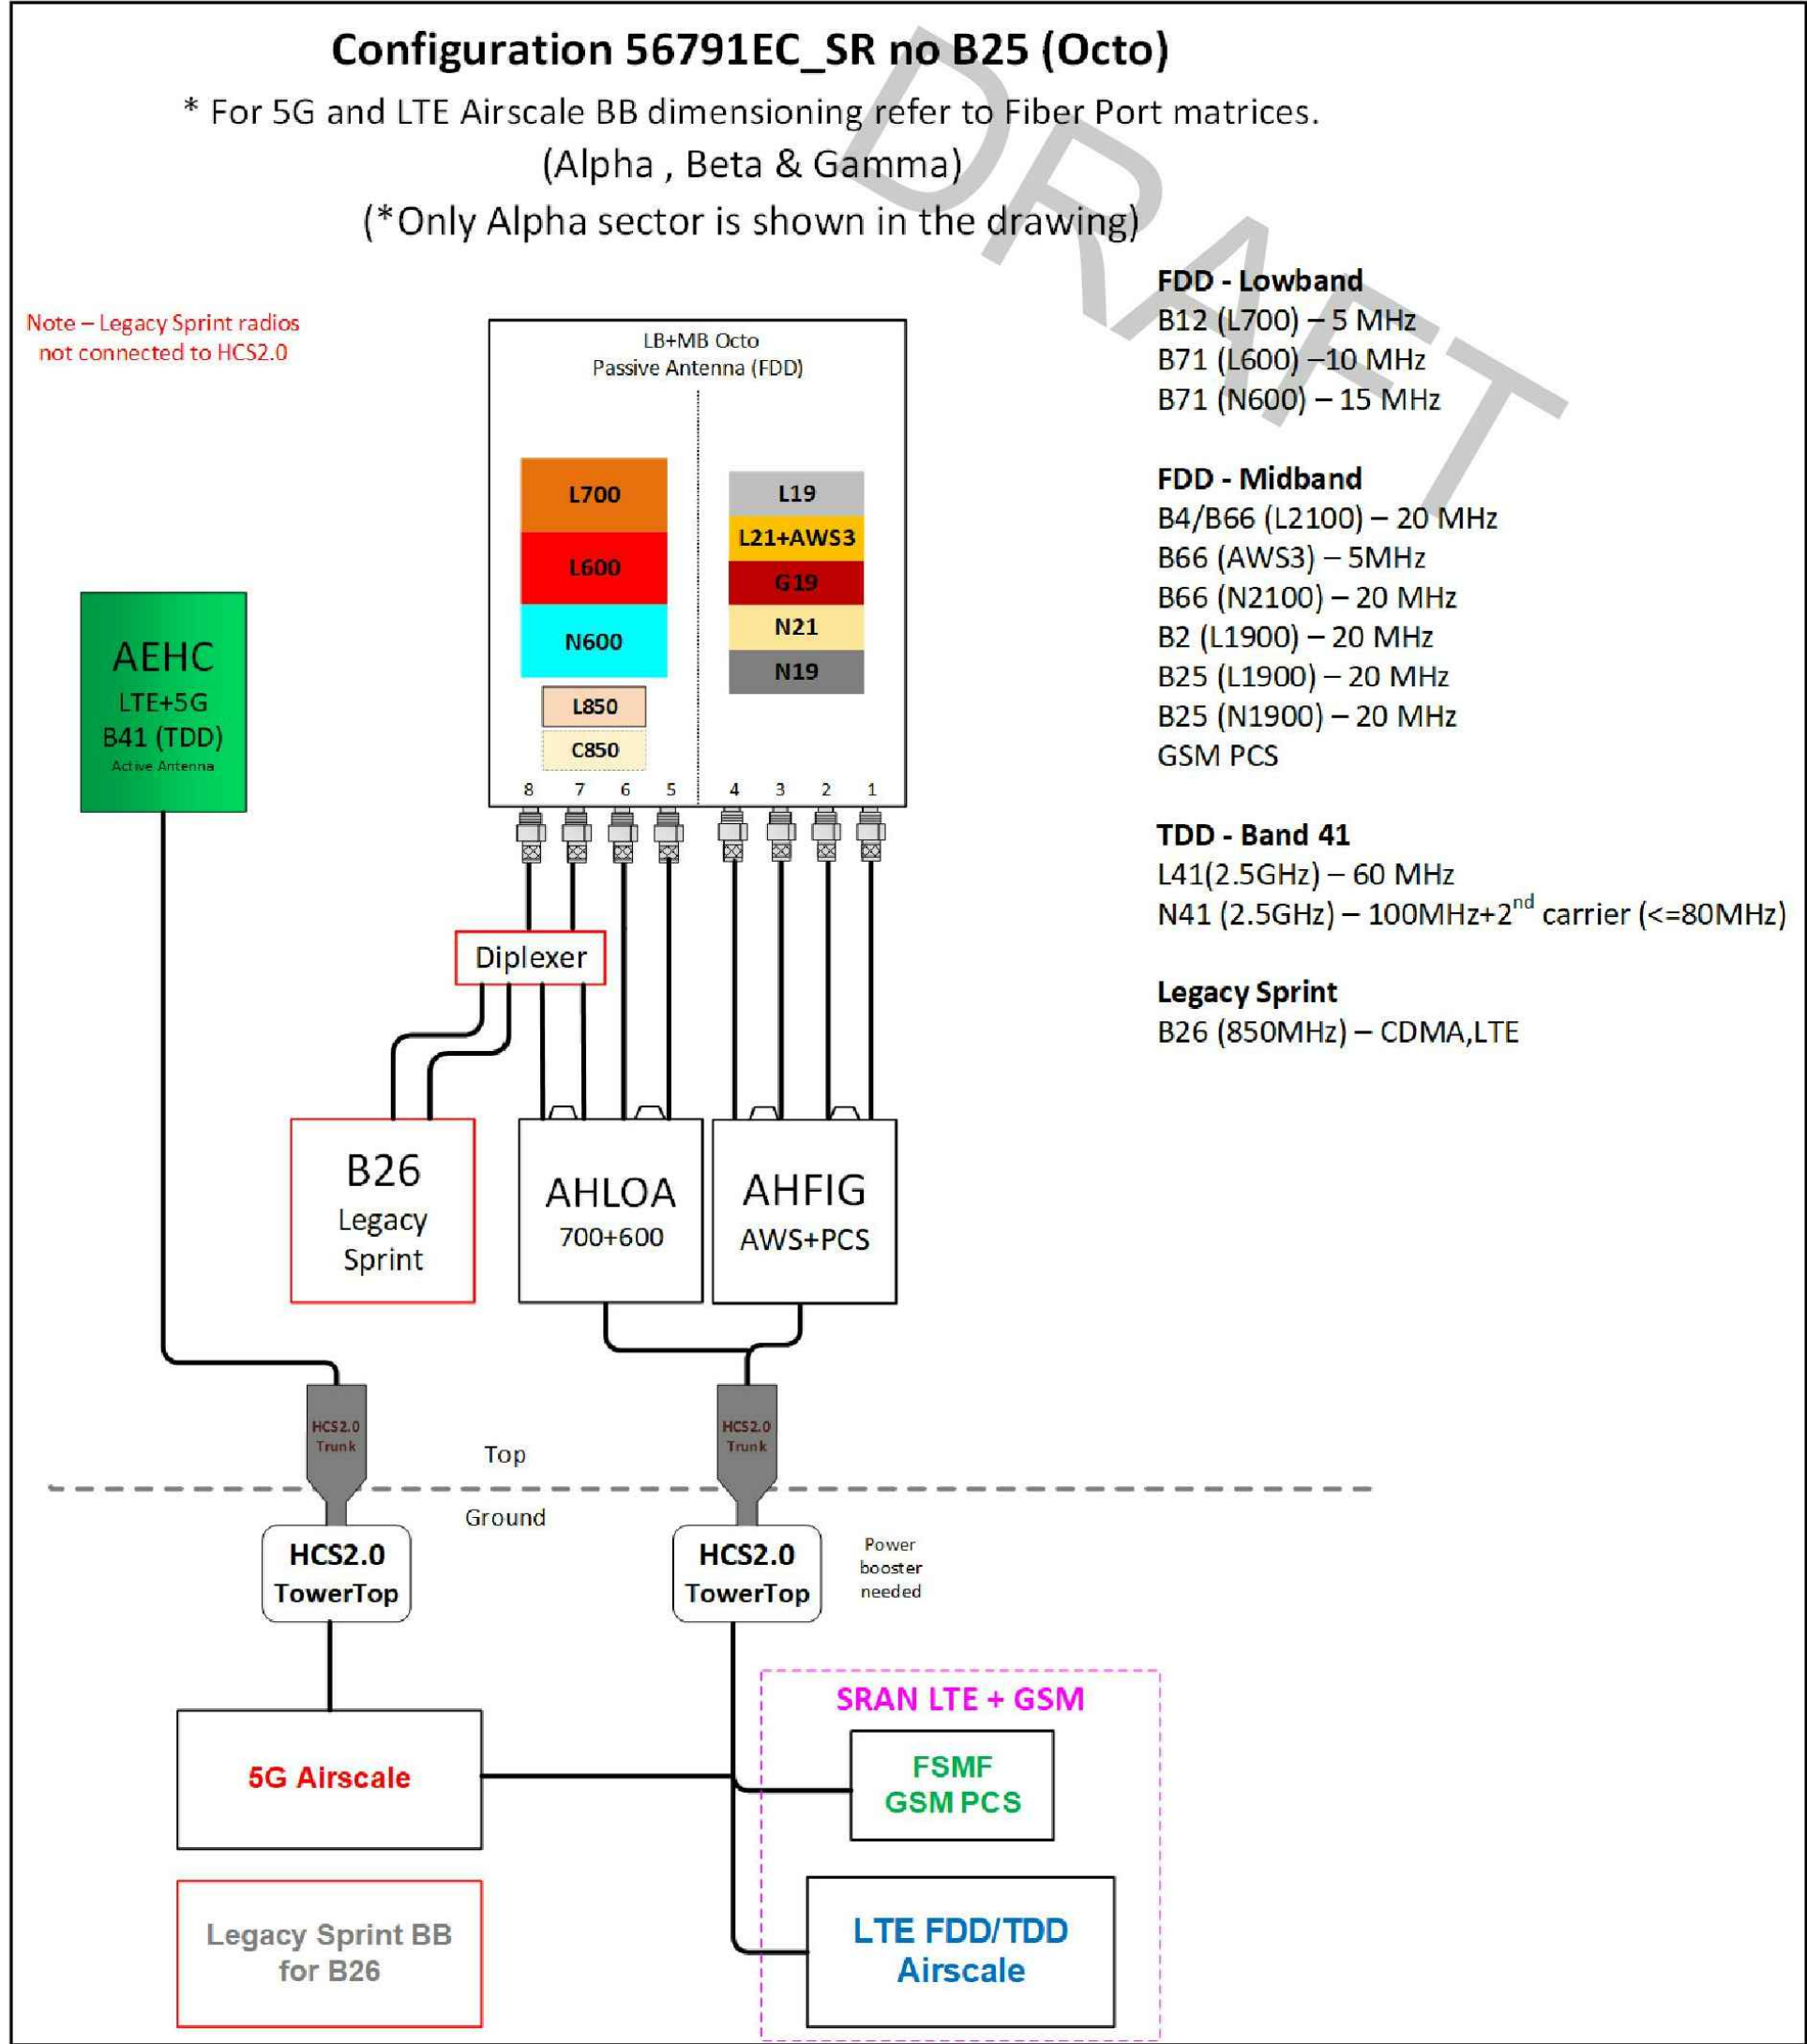 Configuration 56791EC_SR no B25 (Octo)
* For 5G and LTE Airscale BB dimensioning refer to Fiber Port matrices.
(Alpha , Beta & Gamma)
(*Only Alpha sector is shown in the drawing)
DRAFT
Note – Legacy Sprint radios
not connected to HCS2.0
LB+MB Octo
Passive Antenna (FDD)
L700
L600
N600
L850
C850
L19
L21+AWS3
G19
N21
N19
8 7 6 5 4 3 2 1
AEHC
LTE+5G
B41 (TDD)
Active Antenna
FDD - Lowband
B12 (L700) – 5 MHz
B71 (L600) –10 MHz
B71 (N600) – 15 MHz
FDD - Midband
B4/B66 (L2100) – 20 MHz
B66 (AWS3) – 5MHz
B66 (N2100) – 20 MHz
B2 (L1900) – 20 MHz
B25 (L1900) – 20 MHz
B25 (N1900) – 20 MHz
GSM PCS
TDD - Band 41
L41(2.5GHz) – 60 MHz
N41 (2.5GHz) – 100MHz+2nd carrier (<=80MHz)
Legacy Sprint
B26 (850MHz) – CDMA,LTE
Diplexer
B26
Legacy
Sprint
AHLOA
700+600
AHFIG
AWS+PCS
HCS2.0
Trunk
HCS2.0
Trunk
Top
Ground
HCS2.0
TowerTop
HCS2.0
TowerTop
Power
booster
needed
SRAN LTE + GSM
5G Airscale
FSMF
GSM PCS
Legacy Sprint BB
for B26
LTE FDD/TDD
Airscale